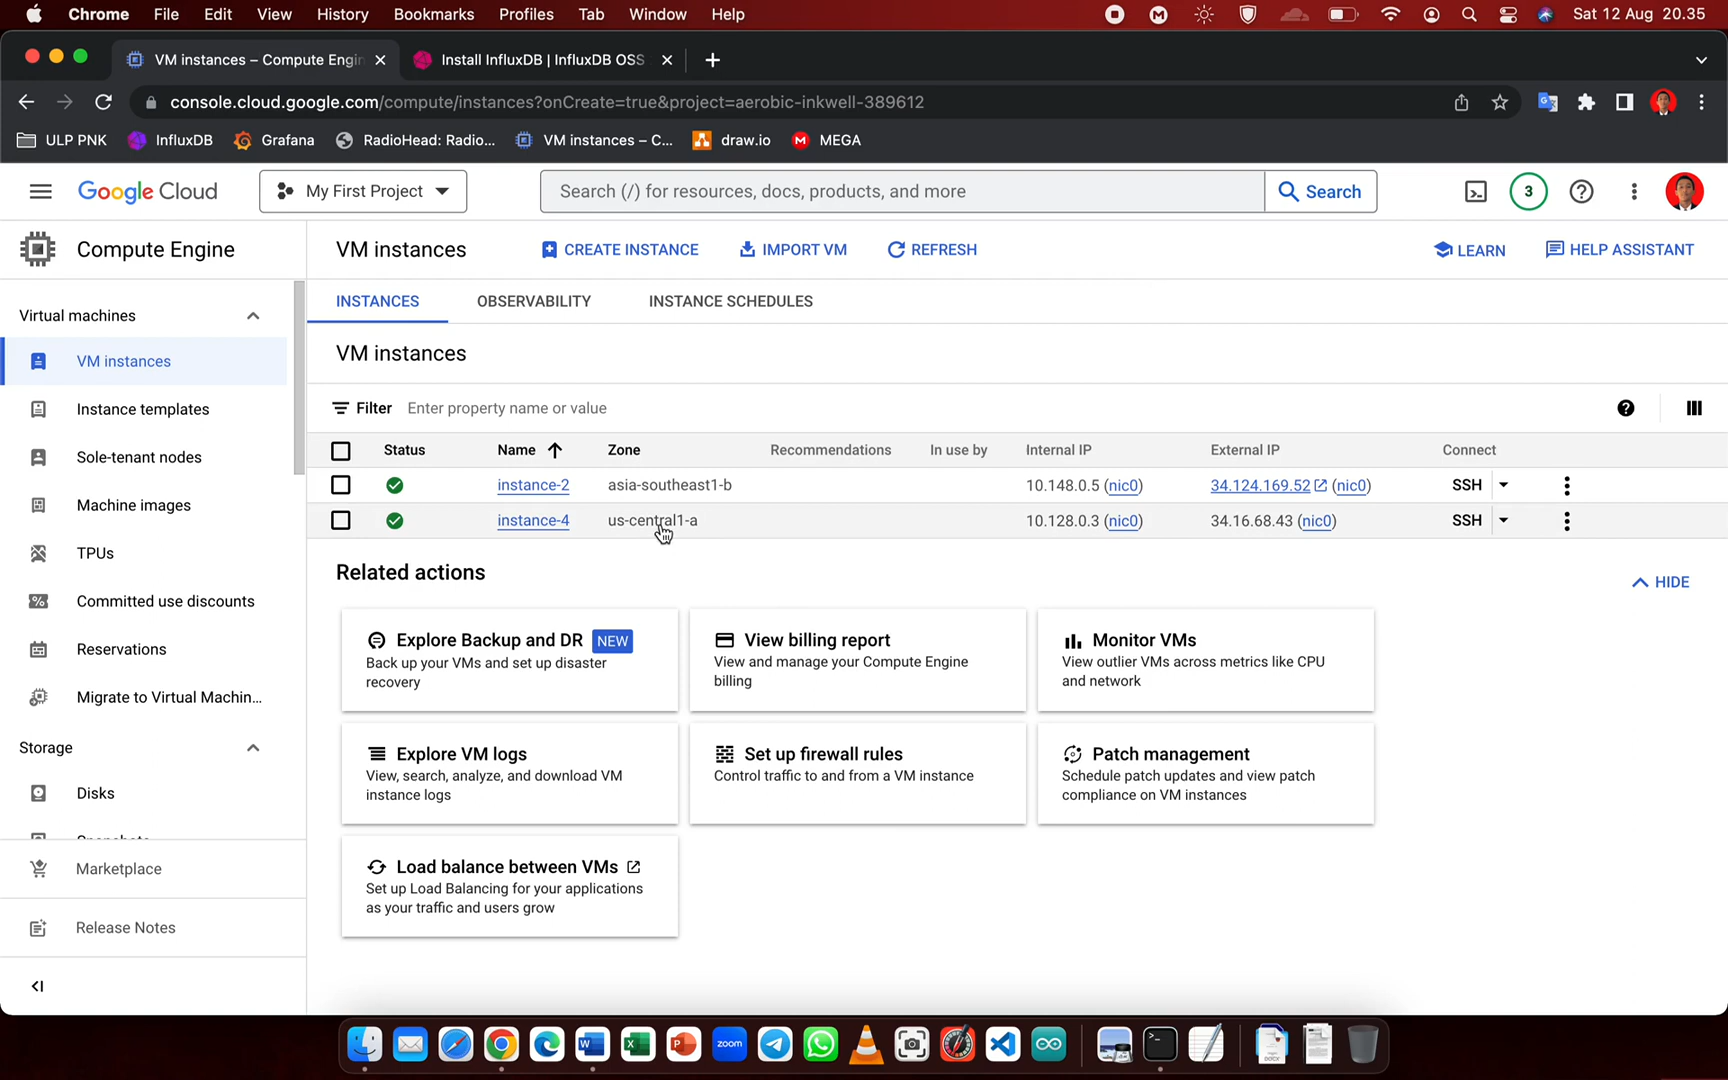 Chrome File Edit View History Bookmarks Profiles Tab Window Help Sat 12 Aug 20.35
VM instances – Compute Engin Install InfluxDB | InfluxDB OSS
console.cloud.google.com/compute/instances?onCreate=true&project=aerobic-inkwell-389612
ULP PNK InfluxDB Grafana RadioHead: Radio... VM instances – C... draw.io MEGA
Google Cloud My First Project Search (/) for resources, docs, products, and more Search 3
Compute Engine VM instances CREATE INSTANCE IMPORT VM REFRESH LEARN HELP ASSISTANT
INSTANCES OBSERVABILITY INSTANCE SCHEDULES
Virtual machines
VM instances
Instance templates
Sole-tenant nodes
Machine images
TPUs
Committed use discounts
Reservations
Migrate to Virtual Machin...
Storage
Disks
Marketplace
Release Notes
VM instances
Filter Enter property name or value
Status Name Zone Recommendations In use by Internal IP External IP Connect
instance-2 asia-southeast1-b 10.148.0.5 (nic0) 34.124.169.52 (nic0) SSH
instance-4 us-central1-a 10.128.0.3 (nic0) 34.16.68.43 (nic0) SSH
Related actions
HIDE
Explore Backup and DR NEW
Back up your VMs and set up disaster
recovery
View billing report
View and manage your Compute Engine
billing
Monitor VMs
View outlier VMs across metrics like CPU
and network
Explore VM logs
View, search, analyze, and download VM
instance logs
Set up firewall rules
Control traffic to and from a VM instance
Patch management
Schedule patch updates and view patch
compliance on VM instances
Load balance between VMs
Set up Load Balancing for your applications
as your traffic and users grow
zoom